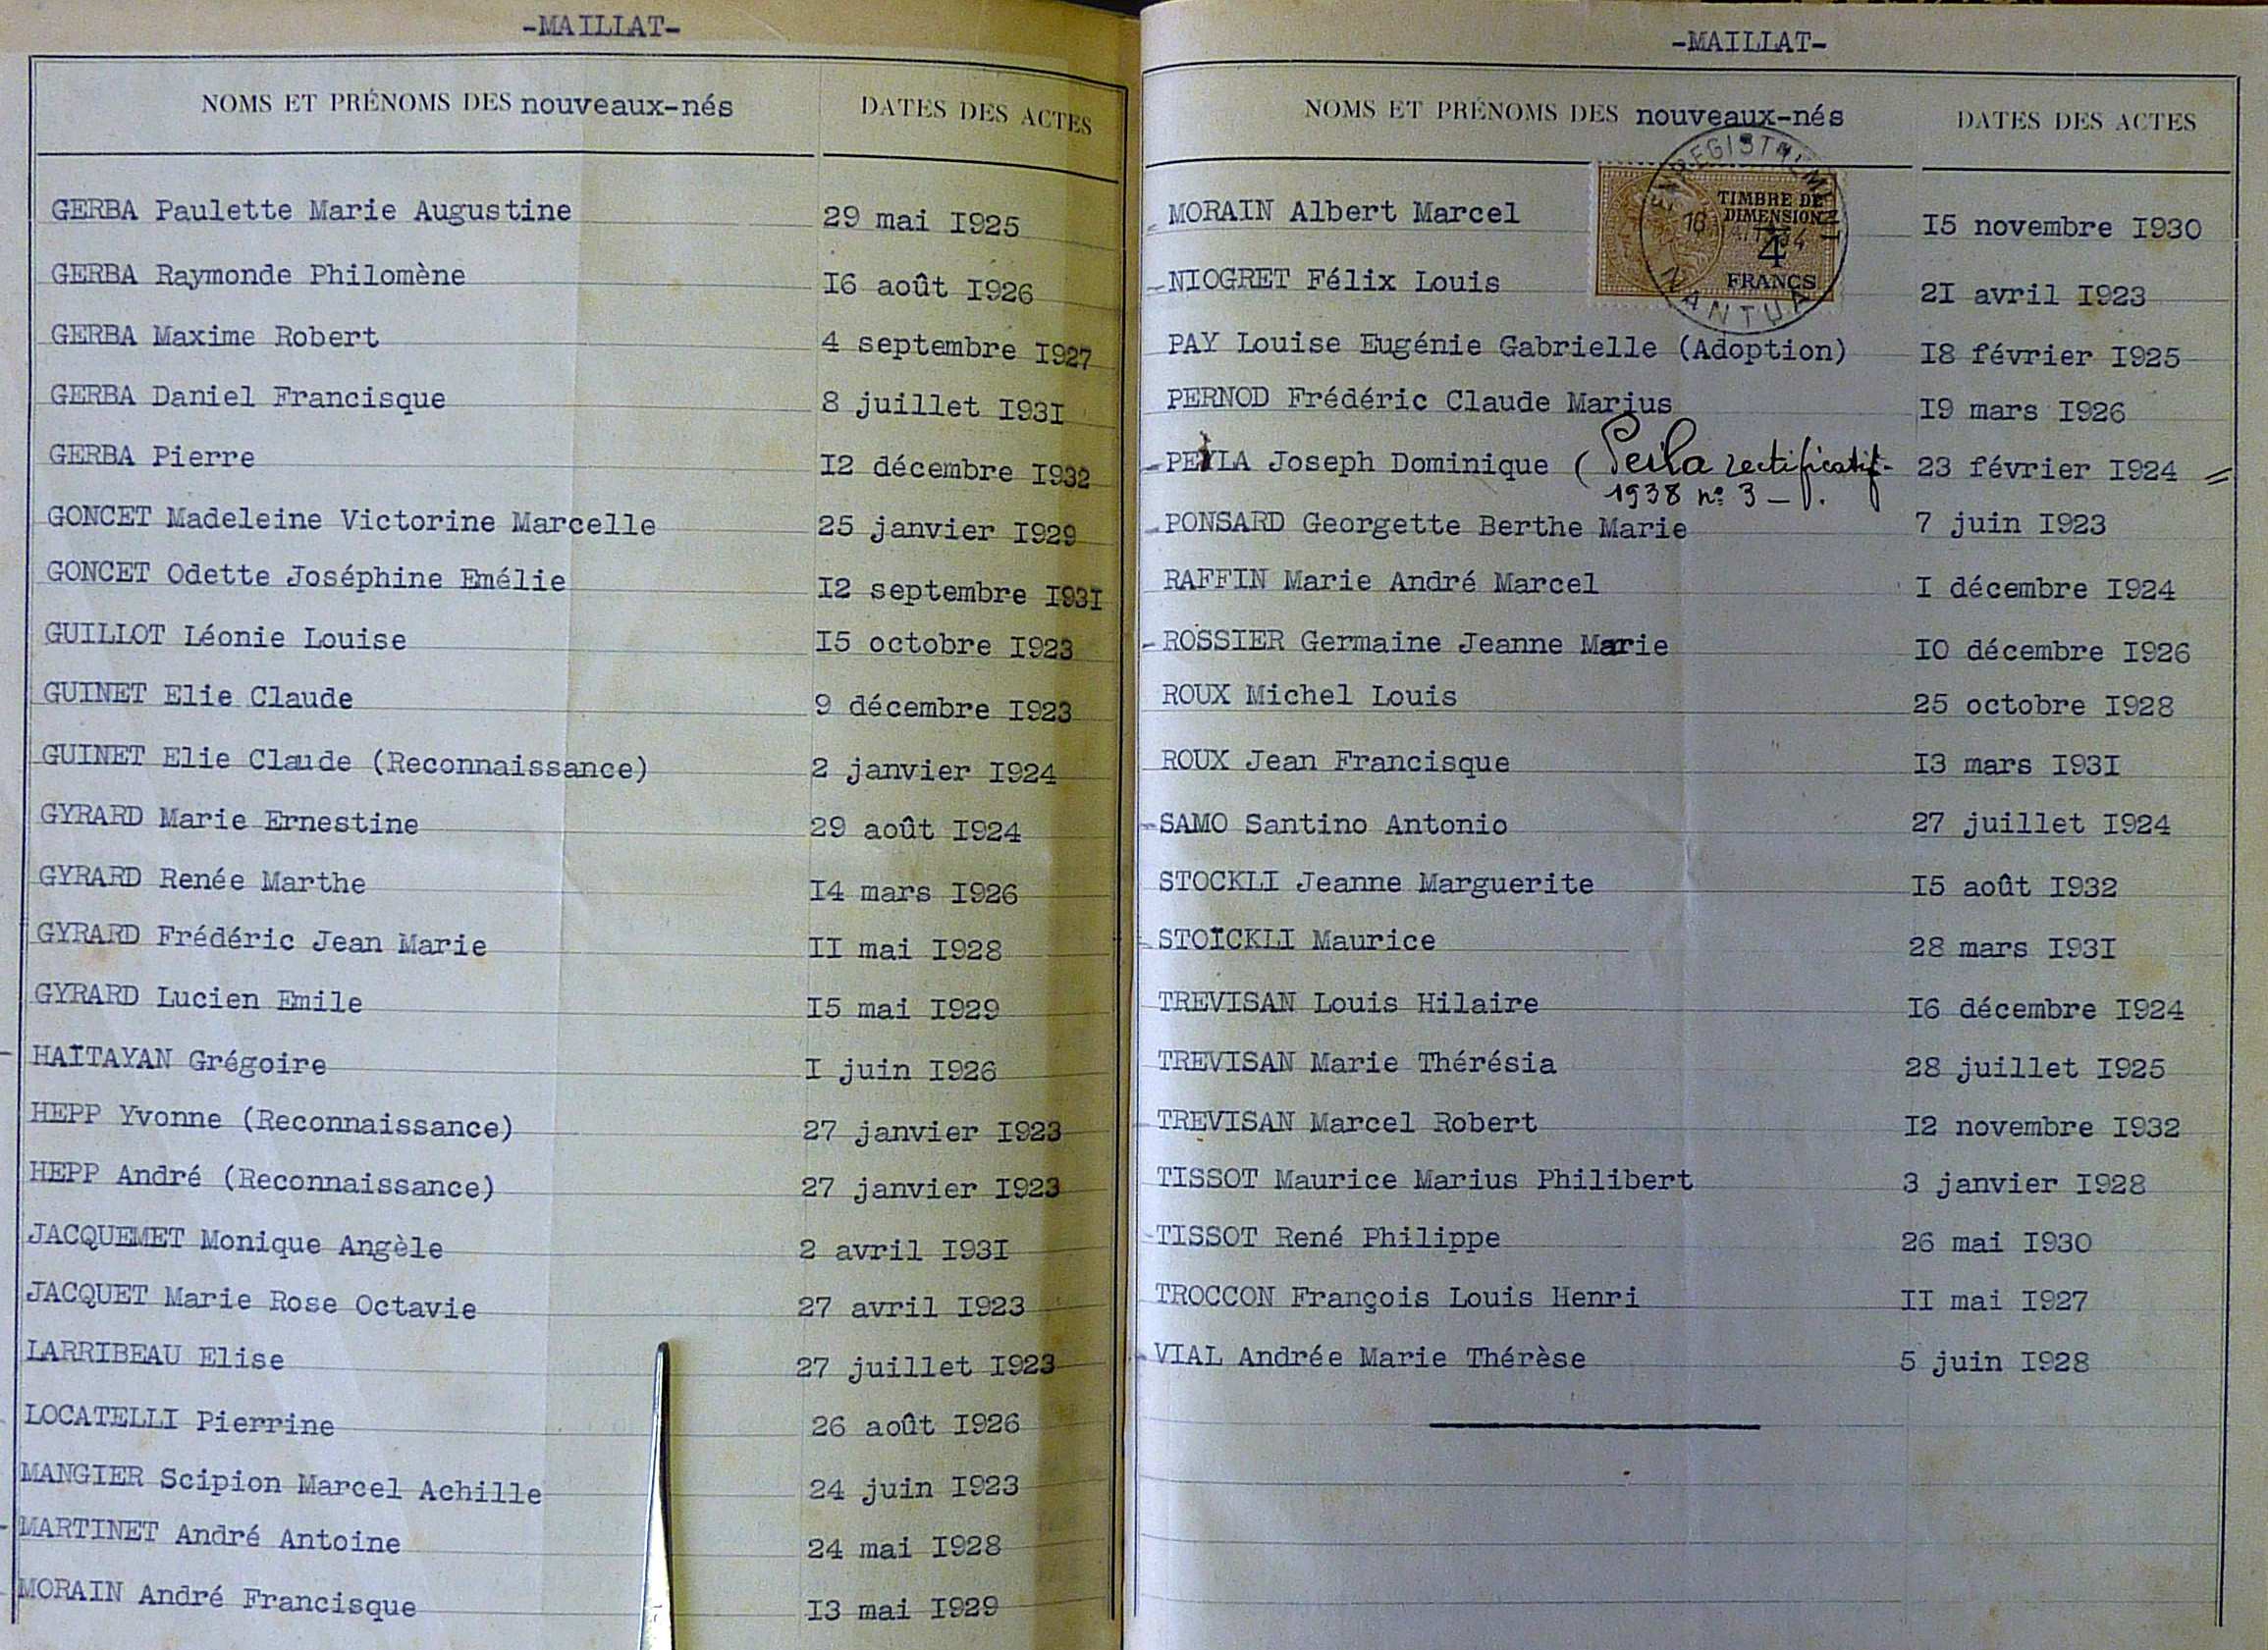 -MAILLAT-
NOMS ET PRÉNOMS DES nouveaux-nés DATES DES ACTES
GERBA Paulette Marie Augustine 29 mai I925
GERBA Raymonde Philomène I6 août I926
GERBA Maxime Robert 4 septembre I927
GERBA Daniel Francisque 8 juillet I93I
GERBA Pierre I2 décembre I932
GONCET Madeleine Victorine Marcelle 25 janvier I929
GONCET Odette Joséphine Emélie I2 septembre I93I
GUILLOT Léonie Louise I5 octobre I923
GUINET Elie Claude 9 décembre I923
GUINET Elie Claude (Reconnaissance) 2 janvier I924
GYRARD Marie Ernestine 29 août I924
GYRARD Renée Marthe I4 mars I926
GYRARD Frédéric Jean Marie II mai I928
GYRARD Lucien Emile I5 mai I929
HAÏTAYAN Grégoire I juin I926
HEPP Yvonne (Reconnaissance) 27 janvier I923
HEPP André (Reconnaissance) 27 janvier I923
JACQUEMET Monique Angèle 2 avril I93I
JACQUET Marie Rose Octavie 27 avril I923
LARRIBEAU Elise 27 juillet I923
LOCATELLI Pierrine 26 août I926
MANGIER Scipion Marcel Achille 24 juin I923
MARTINET André Antoine 24 mai I928
MORAIN André Francisque I3 mai I929
-MAILLAT-
NOMS ET PRÉNOMS DES nouveaux-nés DATES DES ACTES
ENREGISTREMENT
TIMBRE DE
DIMENSION
4
FRANCS
NANTUA
MORAIN Albert Marcel I5 novembre I930
NIOGRET Félix Louis 2I avril I923
PAY Louise Eugénie Gabrielle (Adoption) I8 février I925
PERNOD Frédéric Claude Marius I9 mars I926
PEYLA Joseph Dominique (Peila rectificatif- 23 février I924
1938 nº 3 -
PONSARD Georgette Berthe Marie 7 juin I923
RAFFIN Marie André Marcel I décembre I924
ROSSIER Germaine Jeanne Marie IO décembre I926
ROUX Michel Louis 25 octobre I928
ROUX Jean Francisque I3 mars I93I
SAMO Santino Antonio 27 juillet I924
STOCKLI Jeanne Marguerite I5 août I932
STOÏCKLI Maurice 28 mars I93I
TREVISAN Louis Hilaire I6 décembre I924
TREVISAN Marie Thérésia 28 juillet I925
TREVISAN Marcel Robert I2 novembre I932
TISSOT Maurice Marius Philibert 3 janvier I928
TISSOT René Philippe 26 mai I930
TROCCON François Louis Henri II mai I927
VIAL Andrée Marie Thérèse 5 juin I928